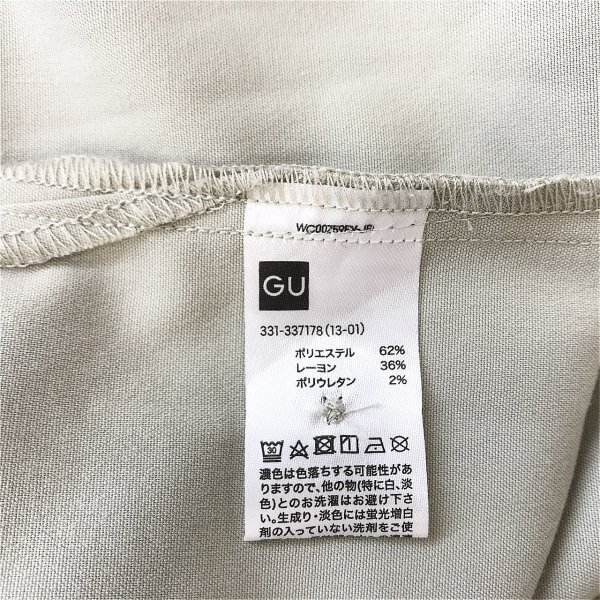 GU
331-337178 (13-01)
ポリエステル 62%
レーヨン 36%
ポリウレタン 2%
30
濃色は色落ちする可能性があ
りますので、他の物(特に白、淡
色)とのお洗濯はお避け下さ
い。生成り・淡色には蛍光増白
剤の入っていない洗剤をご使